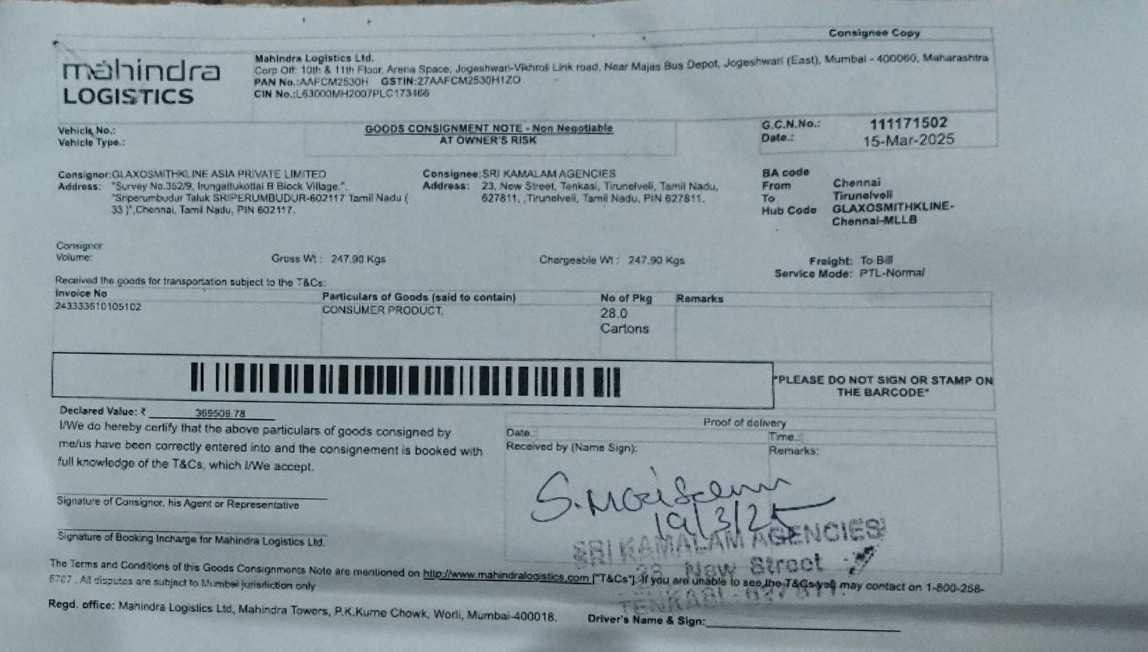 Consignee Copy
mahindra
LOGISTICS
Mahindra Logistics Ltd.
Corp Off: 10th & 11th Floor, Arena Space, Jogeshwari-Vikhroli Link road, Near Majas Bus Depot, Jogeshwari (East), Mumbai - 400060, Maharashtra
PAN No.:AAFCM2530H GSTIN:27AAFCM2530H1ZO
CIN No.:L63000MH2007PLC173466
Vehicle No.:
Vehicle Type.:
GOODS CONSIGNMENT NOTE - Non Negotiable
AT OWNER'S RISK
G.C.N.No.: 111171502
Date.: 15-Mar-2025
Consignor:GLAXOSMITHKLINE ASIA PRIVATE LIMITED
Address: "Survey No.352/9, Irungattukottai B Block Village.",
"Sriperumbudur Taluk SRIPERUMBUDUR-602117 Tamil Nadu (
33 )",Chennai, Tamil Nadu, PIN 602117.
Consignee:SRI KAMALAM AGENCIES
Address: 23, New Street, Tenkasi, Tirunelveli, Tamil Nadu,
627811, ,Tirunelveli, Tamil Nadu, PIN 627811.
BA code
From Chennai
To Tirunelveli
Hub Code GLAXOSMITHKLINE-
Chennai-MLLB
Consignor
Volume:
Gross Wt : 247.90 Kgs
Chargeable Wt : 247.90 Kgs
Freight: To Bill
Service Mode: PTL-Normal
Received the goods for transportation subject to the T&Cs:
Invoice No Particulars of Goods (said to contain) No of Pkg Remarks
243333610105102 CONSUMER PRODUCT, 28.0
Cartons
"PLEASE DO NOT SIGN OR STAMP ON
THE BARCODE"
Declared Value: ₹ 369509.78
I/We do hereby certify that the above particulars of goods consigned by
me/us have been correctly entered into and the consignement is booked with
full knowledge of the T&Cs, which I/We accept.
Signature of Consignor, his Agent or Representative
Signature of Booking Incharge for Mahindra Logistics Ltd.
Proof of delivery
Date.: Time.:
Received by (Name Sign): Remarks:
19/3/25
SRI KAMALAM AGENCIES
New Street
TENKASI
The Terms and Conditions of this Goods Consignments Note are mentioned on http://www.mahindralogistics.com ["T&Cs"]. If you are unable to see the T&Cs you may contact on 1-800-258-
6707 . All disputes are subject to Mumbai jurisdiction only
Regd. office: Mahindra Logistics Ltd, Mahindra Towers, P.K.Kurne Chowk, Worli, Mumbai-400018.
Driver's Name & Sign: